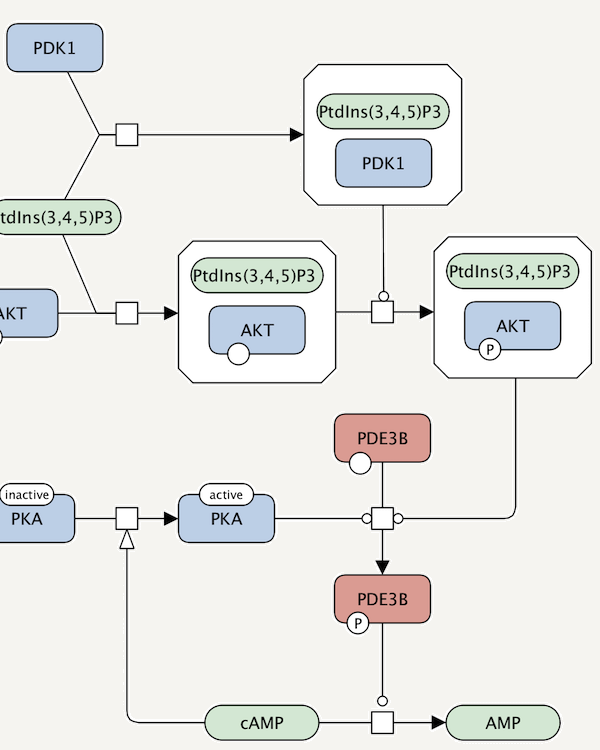 PDK1
PtdIns(3,4,5)P3
PDK1
tdIns(3,4,5)P3
PtdIns(3,4,5)P3
AKT
PtdIns(3,4,5)P3
AKT
P
AKT
PDE3B
inactive
PKA
active
PKA
PDE3B
P
cAMP
AMP